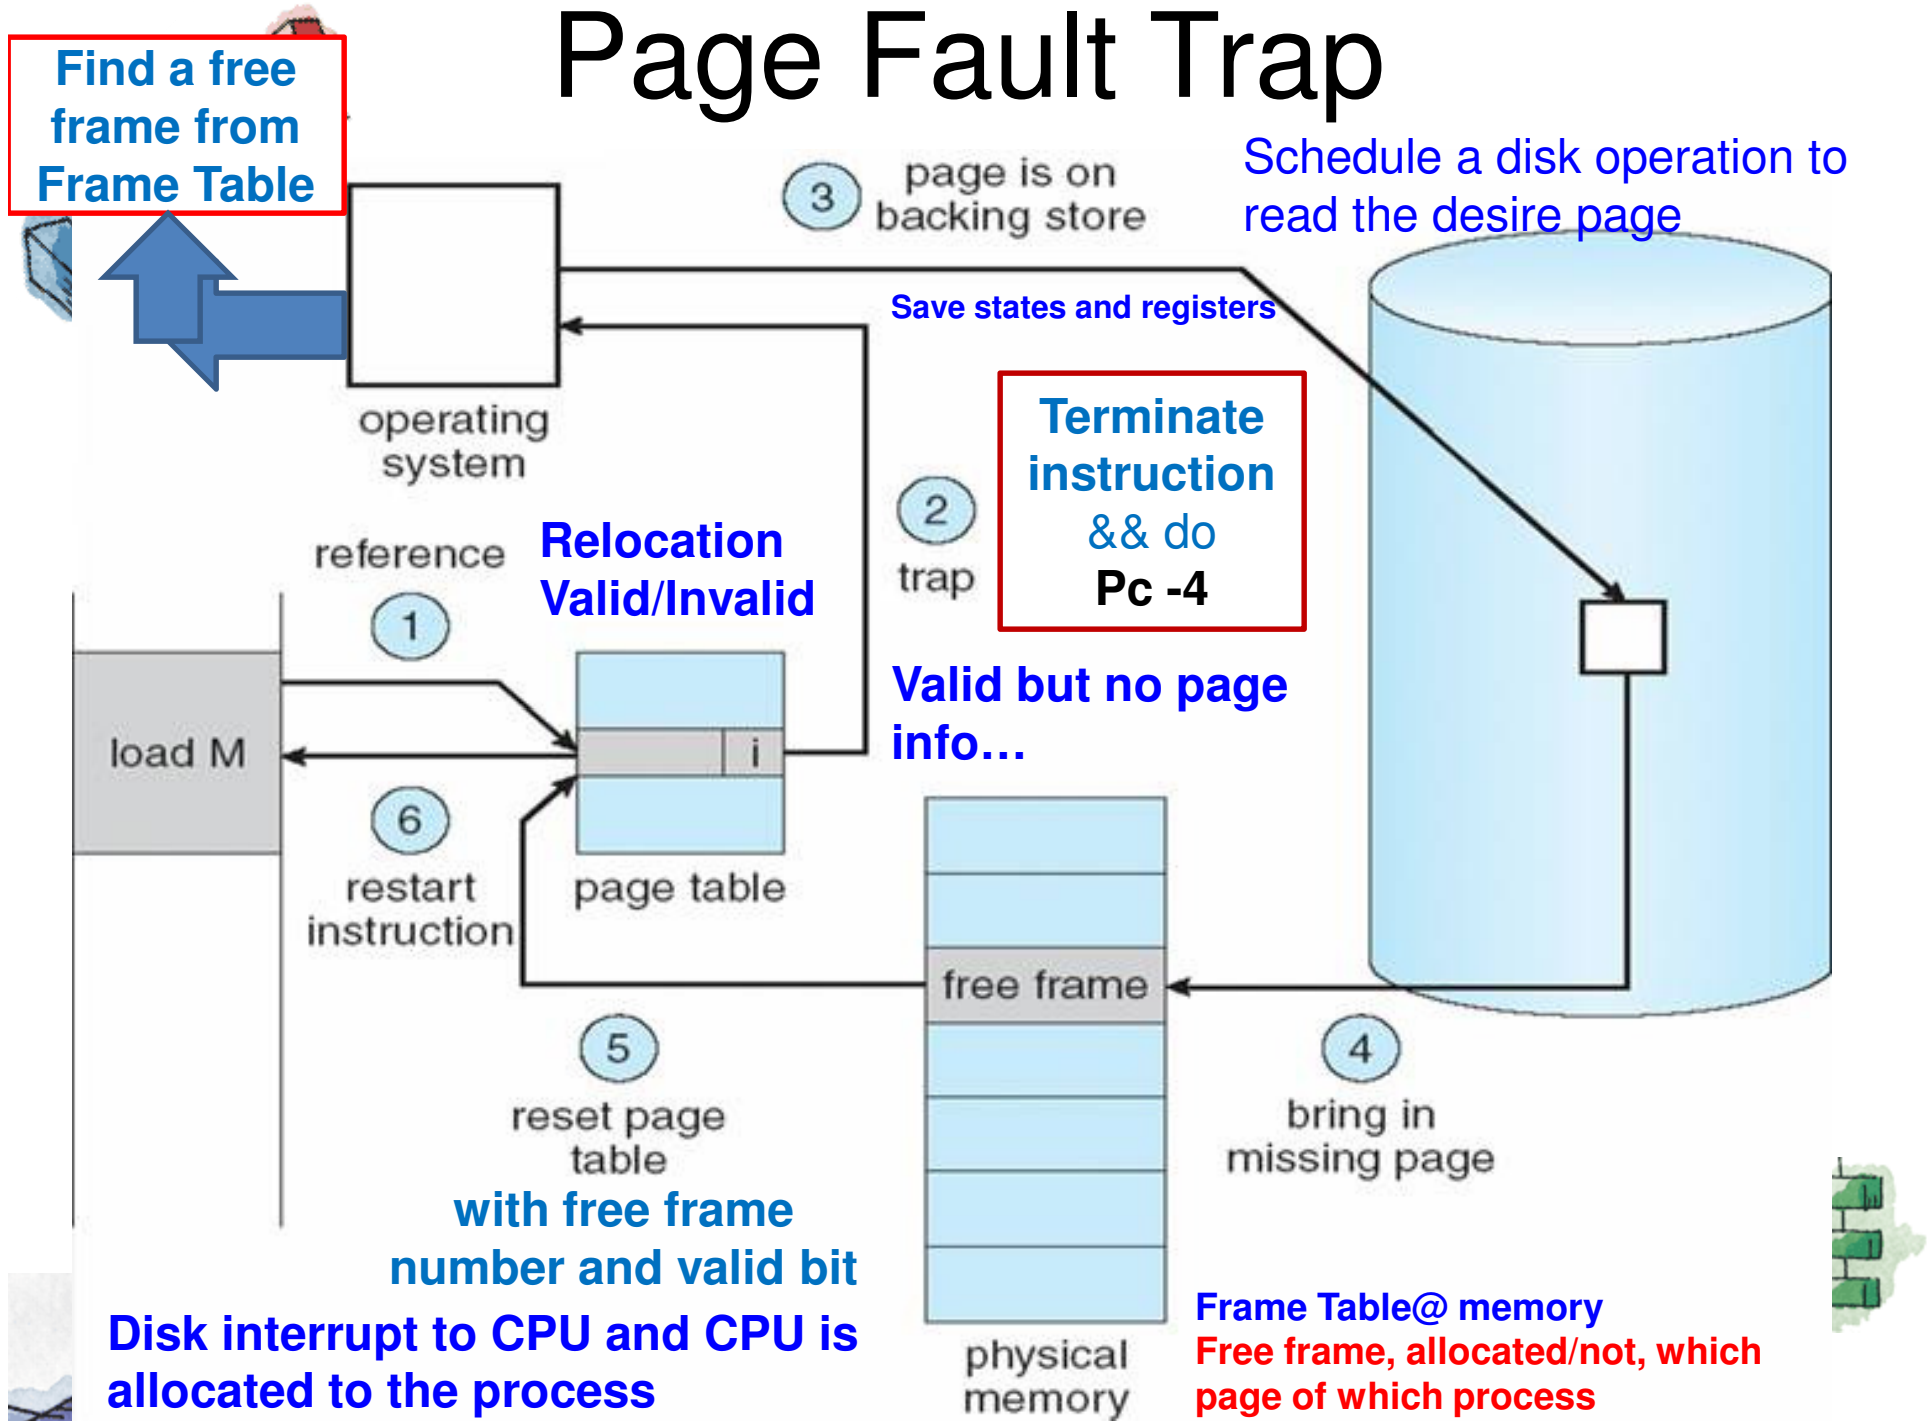 Page Fault Trap
Find a free
frame from
Frame Table
3
page is on
backing store
Schedule a disk operation to
read the desire page
Save states and registers
operating
system
Terminate
instruction
&& do
Pc -4
2
trap
reference
1
Relocation
Valid/Invalid
Valid but no page
info…
load M
i
6
restart
instruction
page table
free frame
5
reset page
table
with free frame
number and valid bit
4
bring in
missing page
Disk interrupt to CPU and CPU is
allocated to the process
physical
memory
Frame Table@ memory
Free frame, allocated/not, which
page of which process